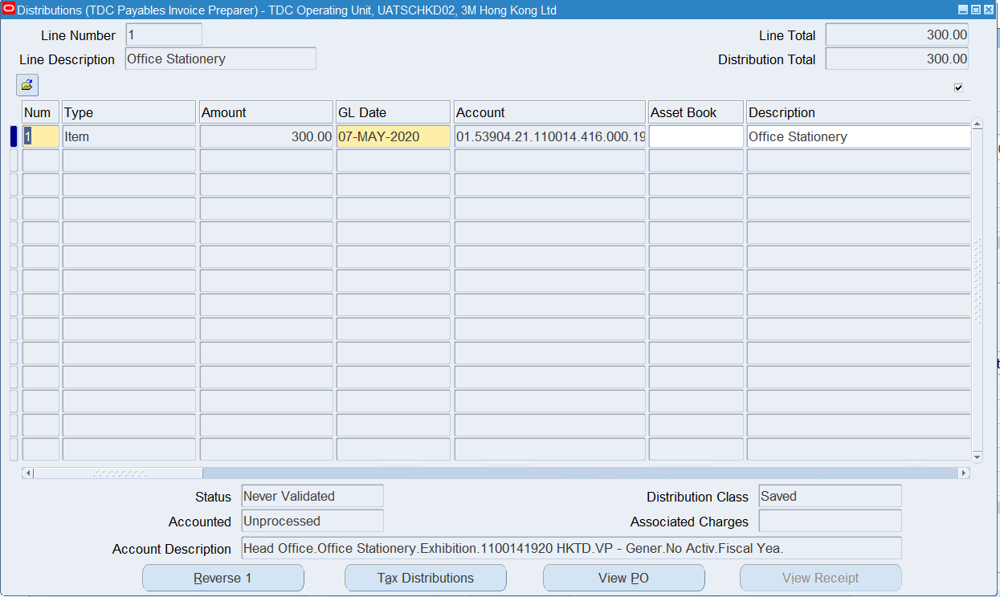 Distributions (TDC Payables Invoice Preparer) - TDC Operating Unit, UATSCHKD02, 3M Hong Kong Ltd
Line Number 1 Line Total 300.00
Line Description Office Stationery Distribution Total 300.00
Num Type Amount GL Date Account Asset Book Description
1 Item 300.00 07-MAY-2020 01.53904.21.110014.416.000.19 Office Stationery
Status Never Validated Distribution Class Saved
Accounted Unprocessed Associated Charges
Account Description Head Office.Office Stationery.Exhibition.1100141920 HKTD.VP - Gener.No Activ.Fiscal Yea.
Reverse 1 Tax Distributions View PO View Receipt